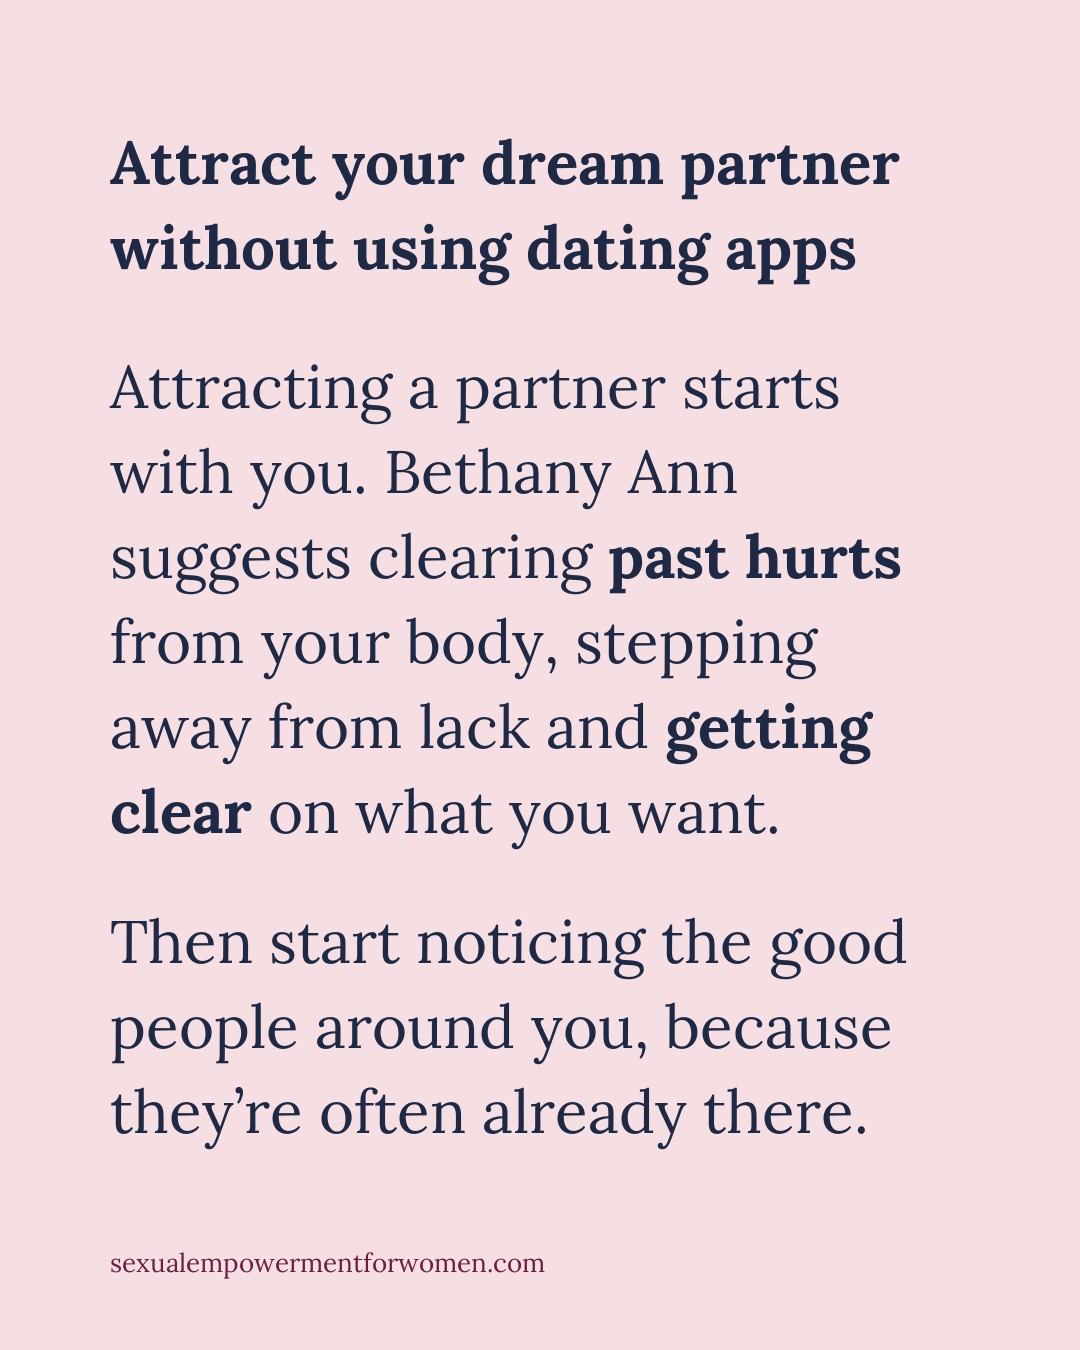 Attract your dream partner
without using dating apps
Attracting a partner starts
with you. Bethany Ann
suggests clearing past hurts
from your body, stepping
away from lack and getting
clear on what you want.
Then start noticing the good
people around you, because
they’re often already there.
sexualempowermentforwomen.com